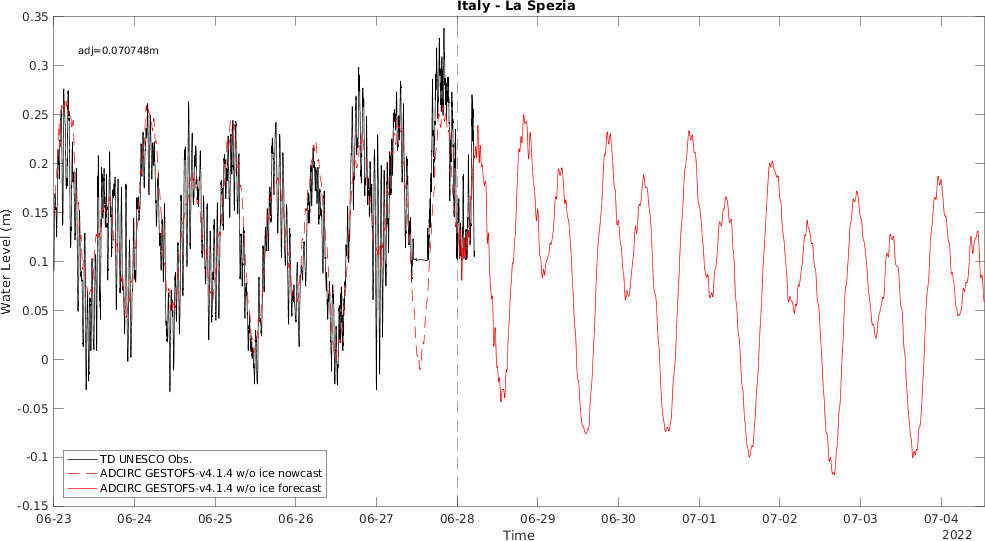 Italy - La Spezia
adj=0.070748m
0.35
0.3
0.25
0.2
0.15
0.1
0.05
0
-0.05
-0.1
-0.15
Water Level (m)
TD UNESCO Obs.
ADCIRC GESTOFS-v4.1.4 w/o ice nowcast
ADCIRC GESTOFS-v4.1.4 w/o ice forecast
06-23 06-24 06-25 06-26 06-27 06-28 06-29 06-30 07-01 07-02 07-03 07-04
Time
2022